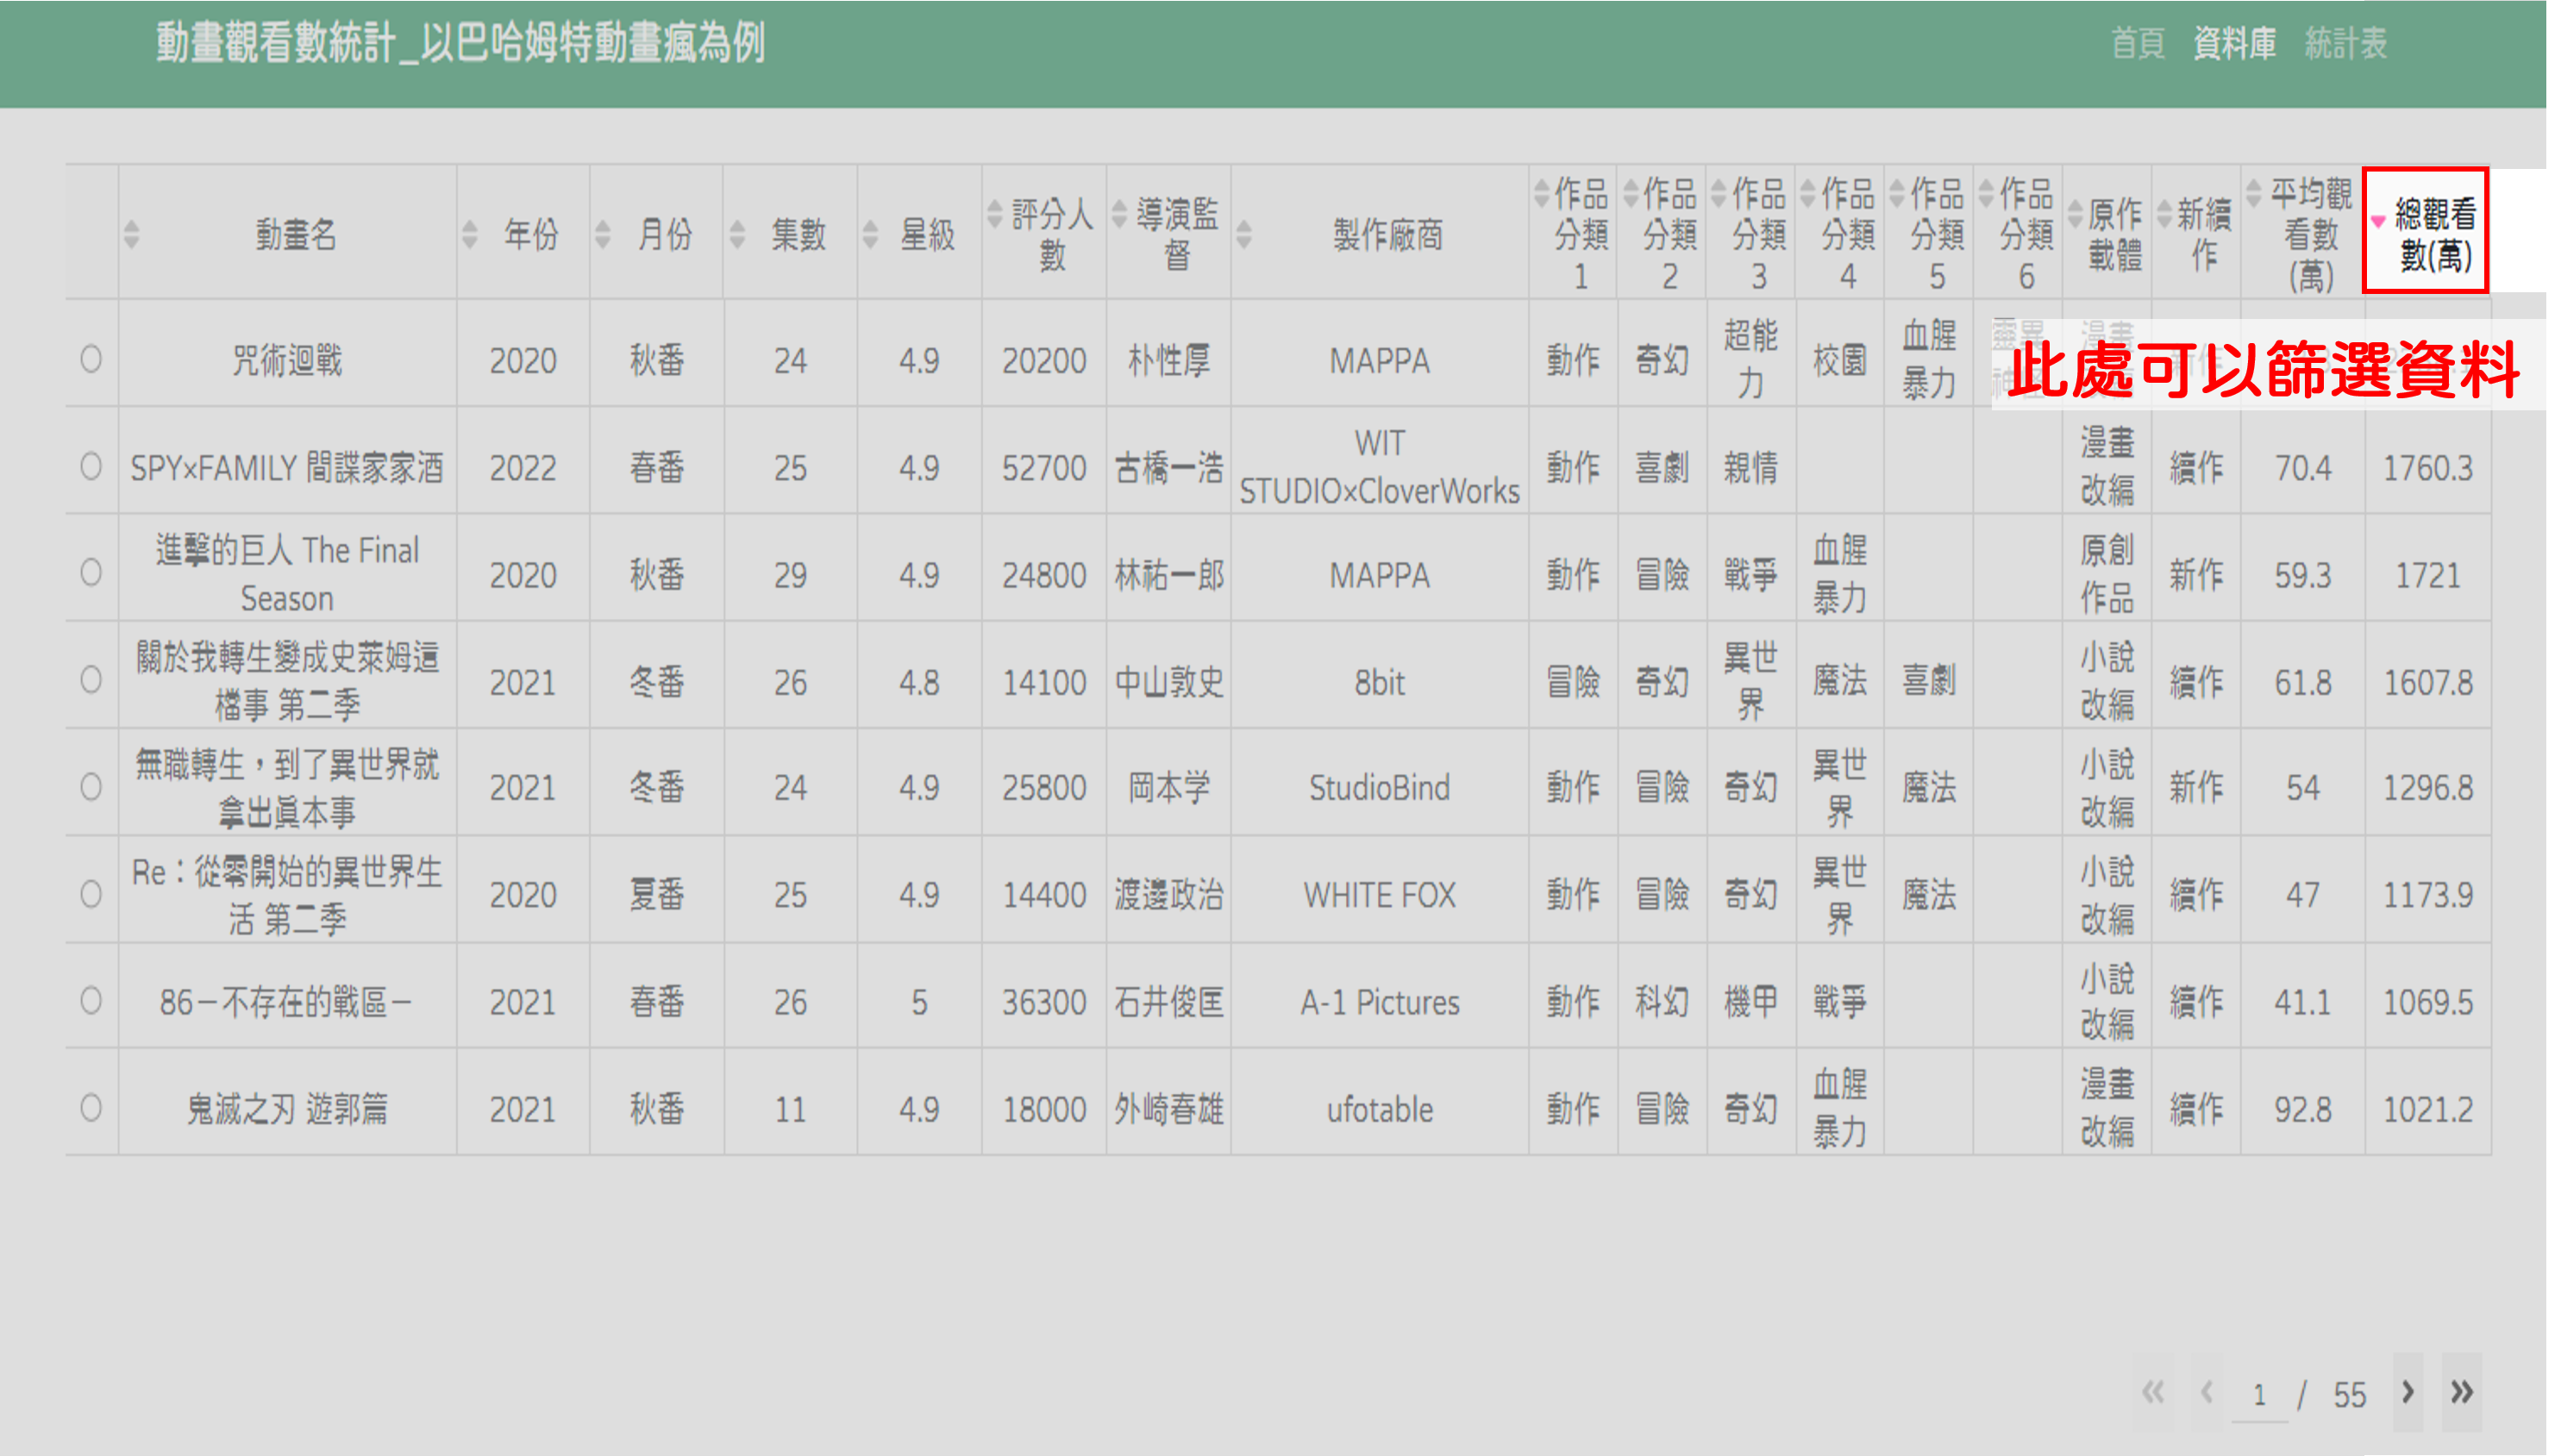 動畫觀看數統計_以巴哈姆特動畫瘋為例
首頁 資料庫 統計表
動畫名 年份 月份 集數 星級 評分人數 導演監督 製作廠商 作品分類1 作品分類2 作品分類3 作品分類4 作品分類5 作品分類6 原作載體 新續作 平均觀看數(萬) 總觀看數(萬)
咒術迴戰 2020 秋番 24 4.9 20200 朴性厚 MAPPA 動作 奇幻 超能力 校園 血腥暴力
此處可以篩選資料
SPY×FAMILY 間諜家家酒 2022 春番 25 4.9 52700 古橋一浩 WIT STUDIO×CloverWorks 動作 喜劇 親情 漫畫改編 續作 70.4 1760.3
進擊的巨人 The Final Season 2020 秋番 29 4.9 24800 林祐一郎 MAPPA 動作 冒險 戰爭 血腥暴力 原創作品 新作 59.3 1721
關於我轉生變成史萊姆這檔事 第二季 2021 冬番 26 4.8 14100 中山敦史 8bit 冒險 奇幻 異世界 魔法 喜劇 小說改編 續作 61.8 1607.8
無職轉生，到了異世界就拿出真本事 2021 冬番 24 4.9 25800 岡本学 StudioBind 動作 冒險 奇幻 異世界 魔法 小說改編 新作 54 1296.8
Re：從零開始的異世界生活 第二季 2020 夏番 25 4.9 14400 渡邊政治 WHITE FOX 動作 冒險 奇幻 異世界 魔法 小說改編 續作 47 1173.9
86－不存在的戰區－ 2021 春番 26 5 36300 石井俊匡 A-1 Pictures 動作 科幻 機甲 戰爭 小說改編 續作 41.1 1069.5
鬼滅之刃 遊郭篇 2021 秋番 11 4.9 18000 外崎春雄 ufotable 動作 冒險 奇幻 血腥暴力 漫畫改編 續作 92.8 1021.2
« ‹ 1 / 55 › »